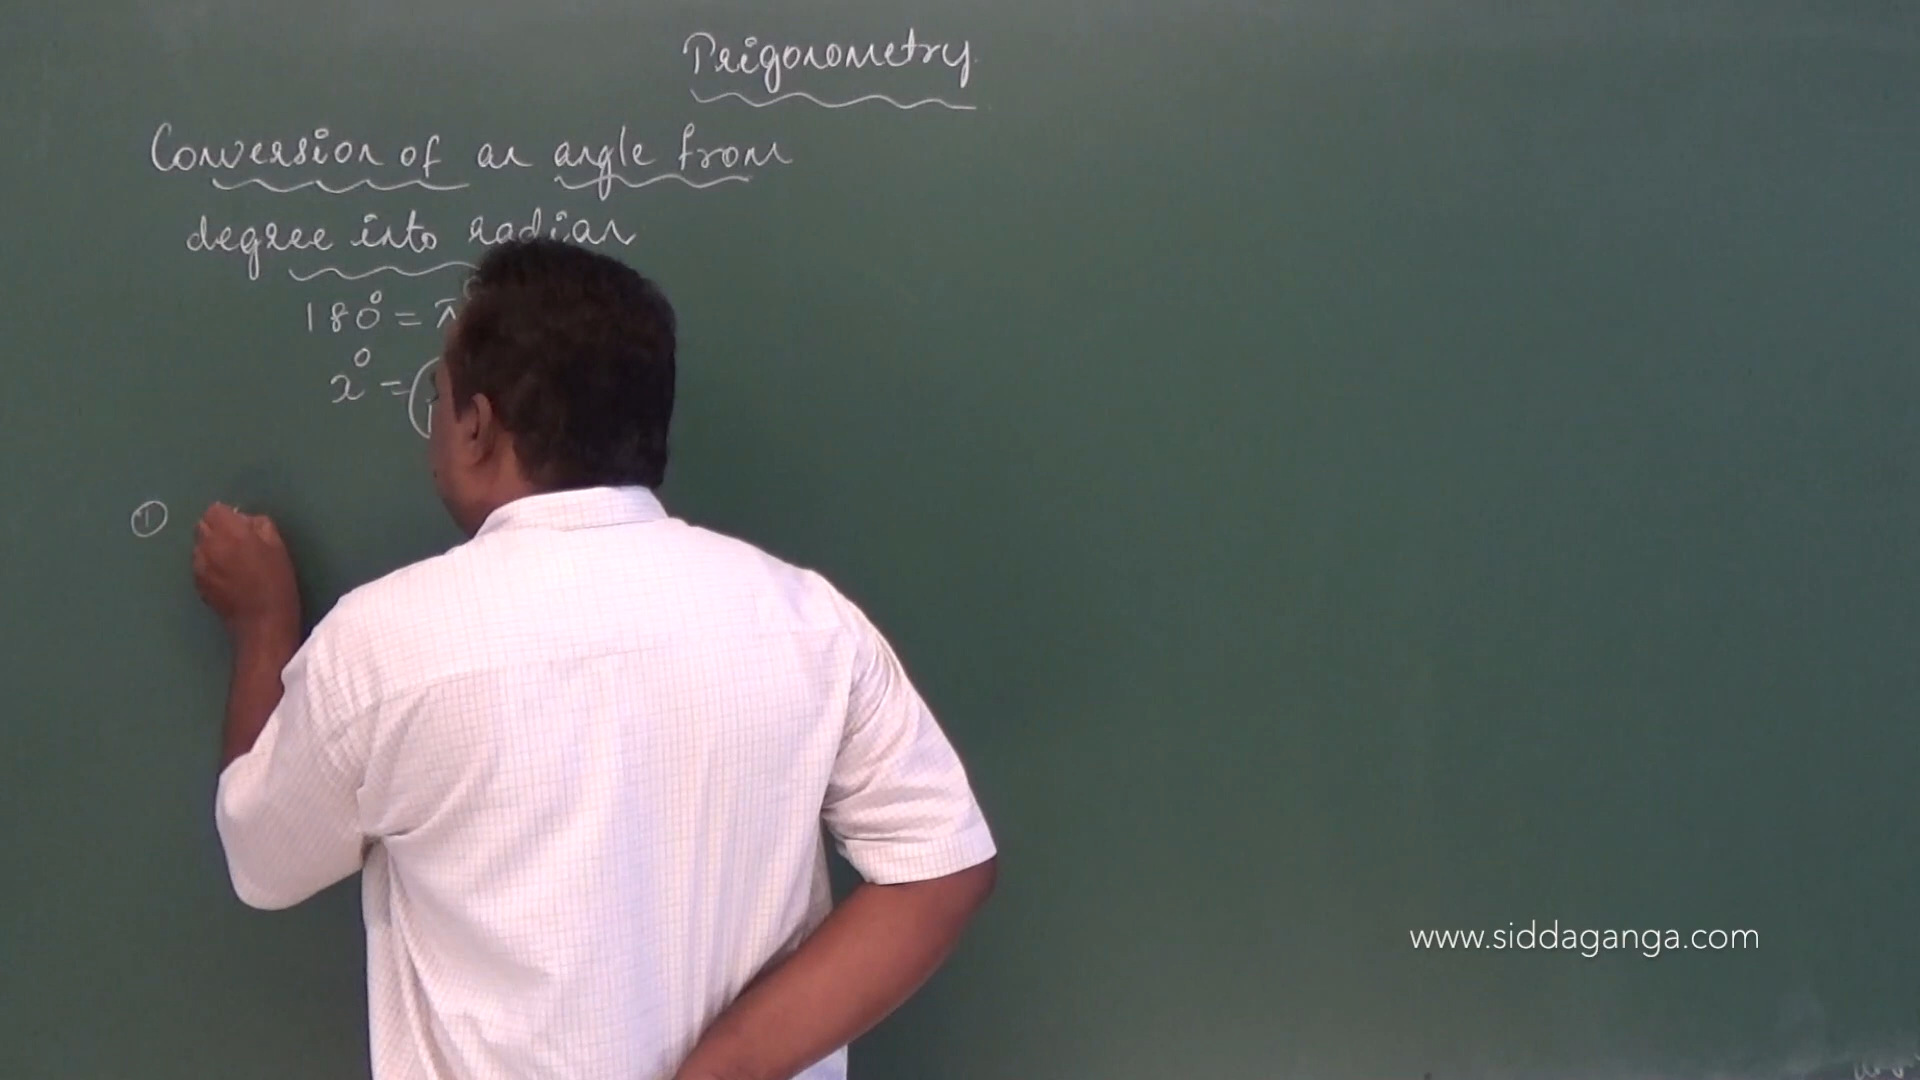 Trigonometry
Conversion of an angle from
degree into radian
180° = π
x° = (
①
www.siddaganga.com